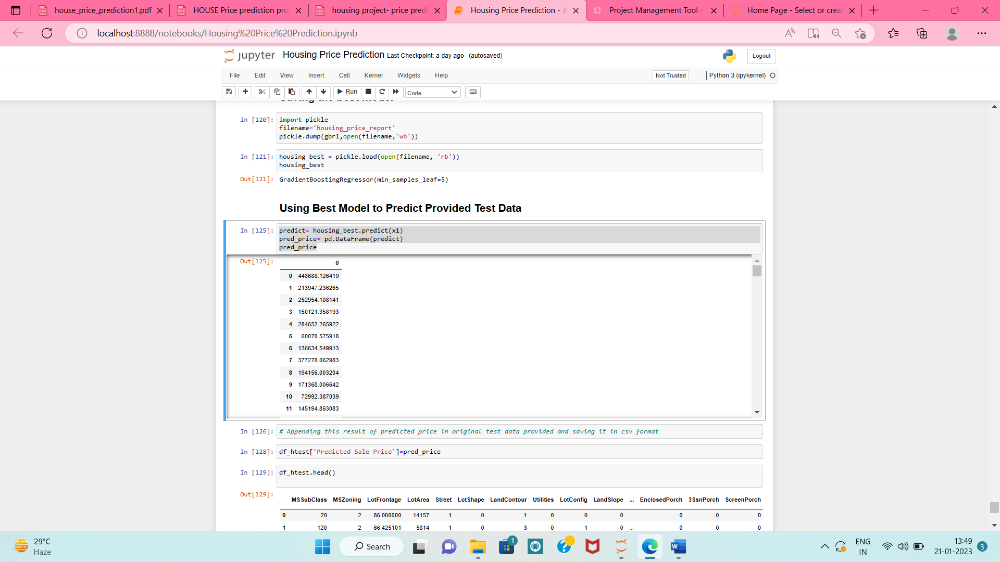 house_price_prediction1.pdf
HOUSE Price prediction pro
housing project- price predi
Housing Price Prediction - J
Project Management Tool -
Home Page - Select or creat
localhost:8888/notebooks/Housing%20Price%20Prediction.ipynb
jupyter Housing Price Prediction Last Checkpoint: a day ago (autosaved)
Logout
File Edit View Insert Cell Kernel Widgets Help
Not Trusted
Python 3 (ipykernel)
Run
Code
In [120]: import pickle
filename='housing_price_report'
pickle.dump(gbr1,open(filename,'wb'))
In [121]: housing_best = pickle.load(open(filename, 'rb'))
housing_best
Out[121]: GradientBoostingRegressor(min_samples_leaf=5)
Using Best Model to Predict Provided Test Data
In [125]: predict= housing_best.predict(x1)
pred_price= pd.DataFrame(predict)
pred_price
Out[125]:
0
0 448688.126419
1 213947.236265
2 252954.108141
3 150121.358193
4 284652.265922
5 60070.575918
6 136634.549913
7 377278.062983
8 194156.003204
9 171368.006642
10 72992.387039
11 145194.863083
In [126]: # Appending this result of predicted price in original test data provided and saving it in csv format
In [128]: df_htest['Predicted Sale Price']=pred_price
In [129]: df_htest.head()
Out[129]:
MSSubClass MSZoning LotFrontage LotArea Street LotShape LandContour Utilities LotConfig LandSlope ... EnclosedPorch 3SsnPorch ScreenPorch
0 20 2 86.000000 14157 1 0 1 0 0 0 ... 0 0 0
1 120 2 66.425101 5814 1 0 3 0 1 0 ... 0 0 0
29°C
Haze
Search
1
ENG
IN
13:49
21-01-2023
3